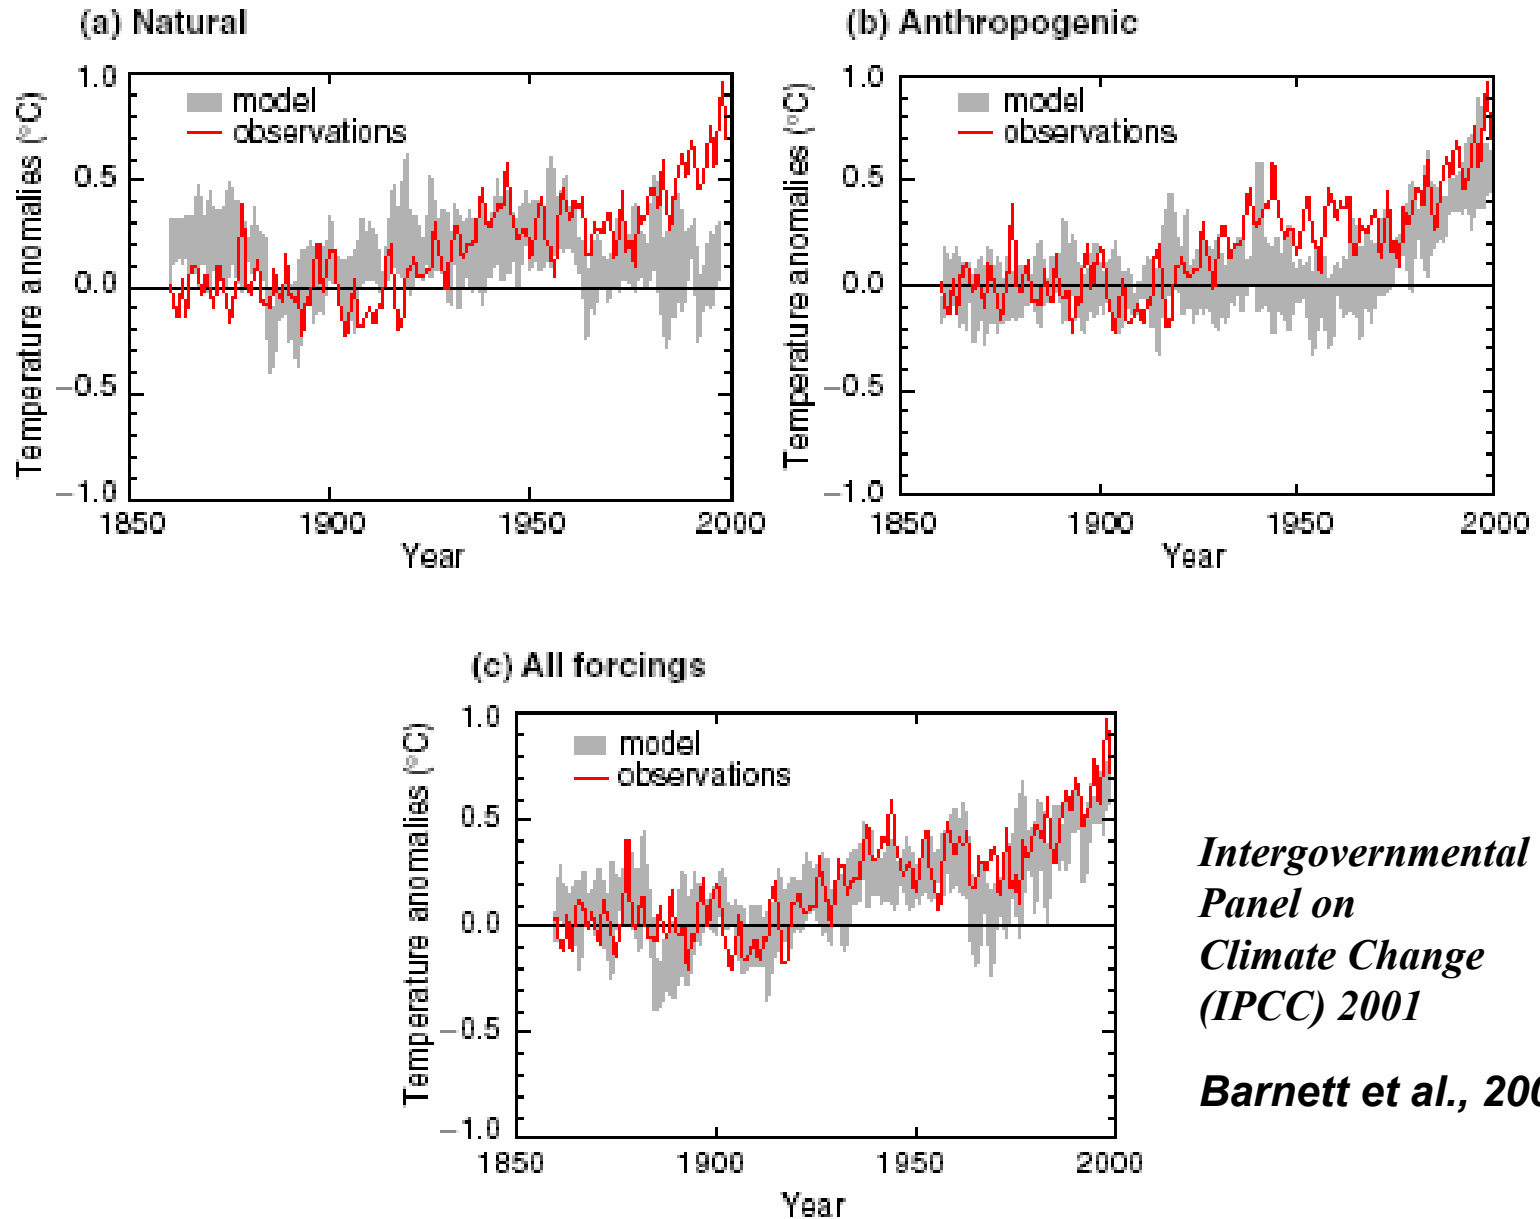 (a) Natural
Temperature anomalies (°C)
1.0
0.5
0.0
−0.5
−1.0
model
observations
1850
1900
1950
2000
Year
(b) Anthropogenic
Temperature anomalies (°C)
1.0
0.5
0.0
−0.5
−1.0
model
observations
1850
1900
1950
2000
Year
(c) All forcings
Temperature anomalies (°C)
1.0
0.5
0.0
−0.5
−1.0
model
observations
1850
1900
1950
2000
Year
Intergovernmental
Panel on
Climate Change
(IPCC) 2001
Barnett et al.,